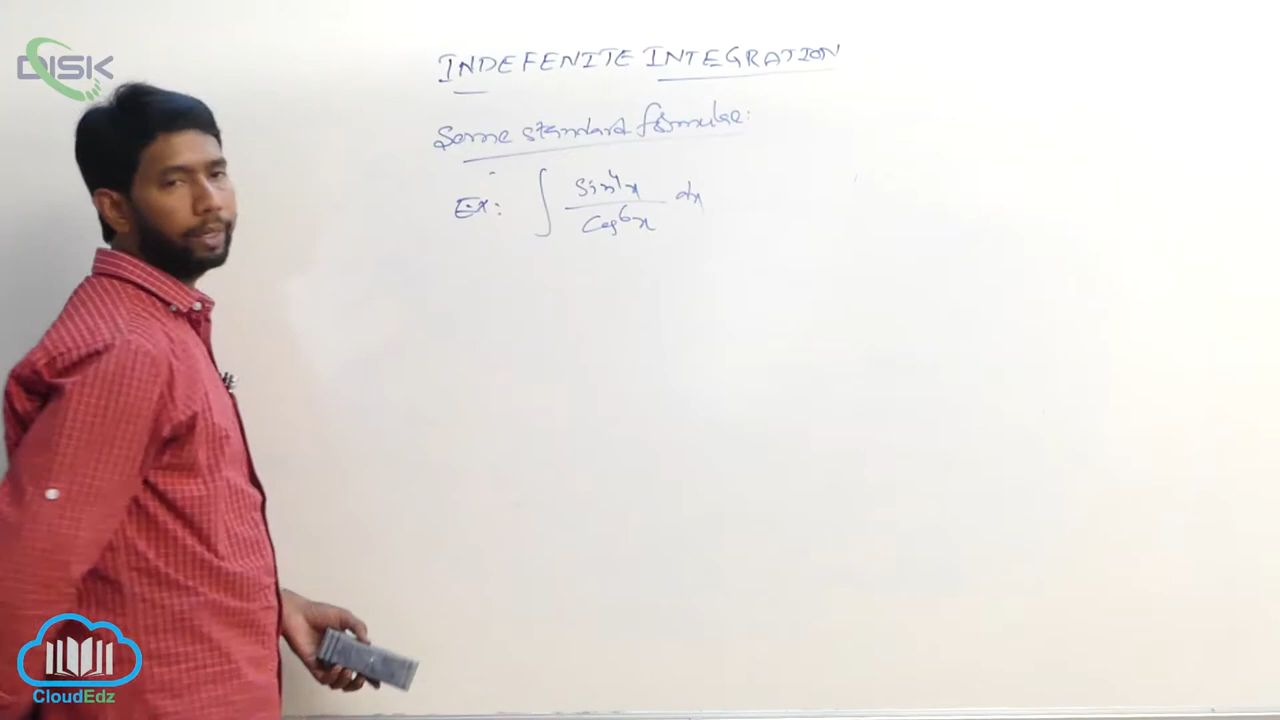 DISK
INDEFENITE INTEGRATION
Some standard formulae:
Ex: ∫ Sin⁴x / Cos⁶x dx
CloudEdz